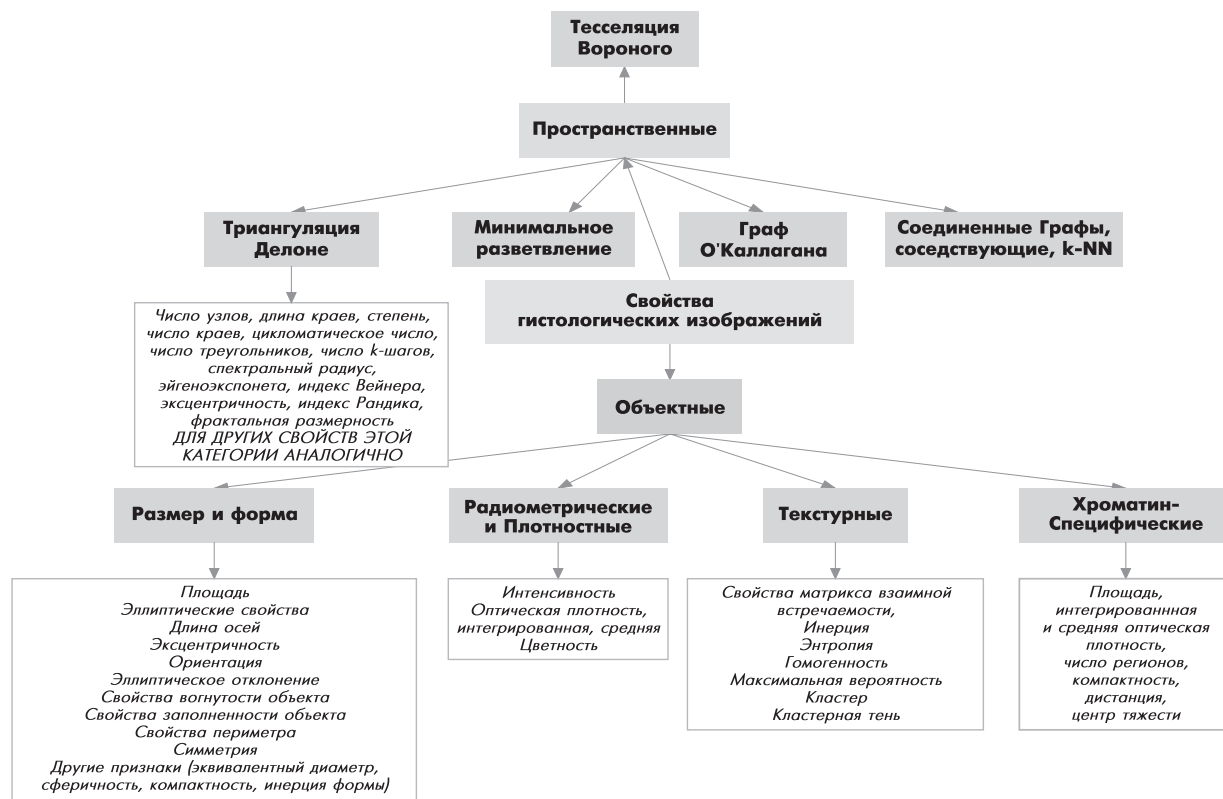 Тесселяция
Вороного
Пространственные
Триангуляция
Делоне
Минимальное
разветвление
Граф
О'Каллагана
Соединенные Графы,
соседствующие, k-NN
Число узлов, длина краев, степень,
число краев, цикломатическое число,
число треугольников, число k-шагов,
спектральный радиус,
эйгеноэкспонета, индекс Вейнера,
эксцентричность, индекс Рандика,
фрактальная размерность
ДЛЯ ДРУГИХ СВОЙСТВ ЭТОЙ
КАТЕГОРИИ АНАЛОГИЧНО
Свойства
гистологических изображений
Объектные
Размер и форма
Радиометрические
и Плотностные
Текстурные
Хроматин-
Специфические
Площадь
Эллиптические свойства
Длина осей
Эксцентричность
Ориентация
Эллиптическое отклонение
Свойства вогнутости объекта
Свойства заполненности объекта
Свойства периметра
Симметрия
Другие признаки (эквивалентный диаметр,
сферичность, компактность, инерция формы)
Интенсивность
Оптическая плотность,
интегрированная, средняя
Цветность
Свойства матрикса взаимной
встречаемости,
Инерция
Энтропия
Гомогенность
Максимальная вероятность
Кластер
Кластерная тень
Площадь,
интегрированнная
и средняя оптическая
плотность,
число регионов,
компактность,
дистанция,
центр тяжести